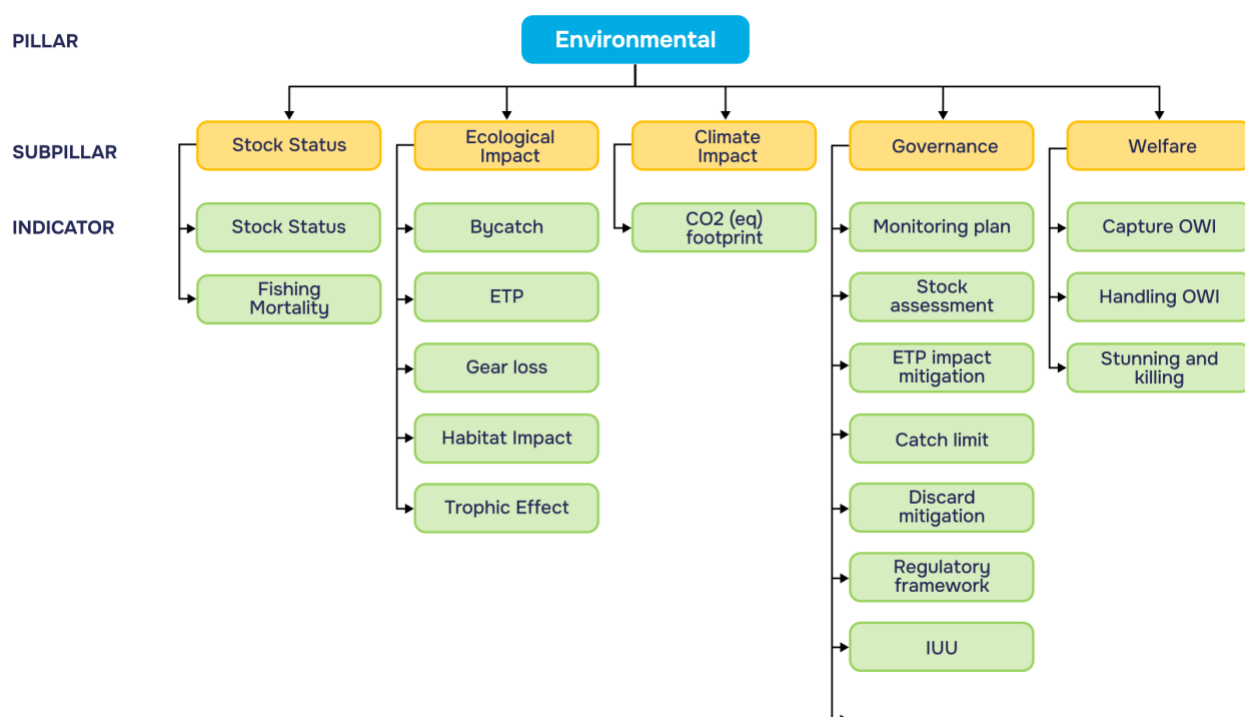 PILLAR
Environmental
SUBPILLAR
Stock Status
Ecological
Impact
Climate
Impact
Governance
Welfare
INDICATOR
Stock Status
Bycatch
CO2 (eq)
footprint
Monitoring plan
Capture OWI
Fishing
Mortality
ETP
Stock
assessment
Handling OWI
Gear loss
ETP impact
mitigation
Stunning and
killing
Habitat Impact
Catch limit
Trophic Effect
Discard
mitigation
Regulatory
framework
IUU